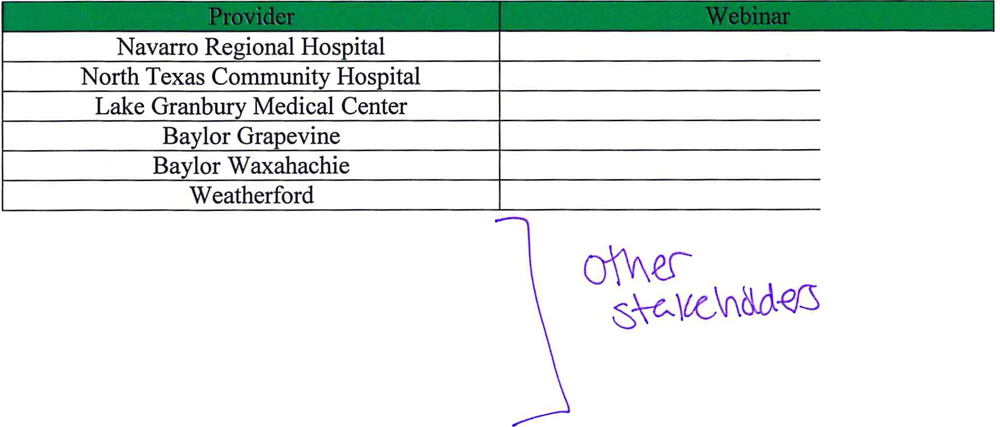 Provider Webinar
Navarro Regional Hospital
North Texas Community Hospital
Lake Granbury Medical Center
Baylor Grapevine
Baylor Waxahachie
Weatherford
other
stakeholders